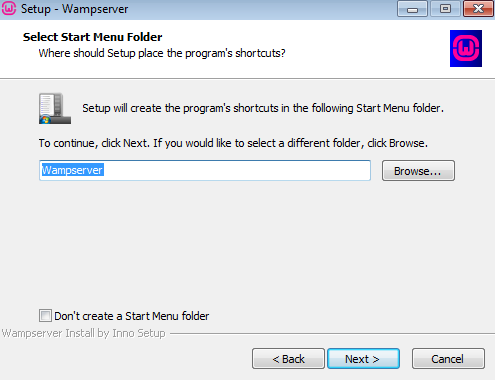 Setup - Wampserver
Select Start Menu Folder
Where should Setup place the program's shortcuts?
Setup will create the program's shortcuts in the following Start Menu folder.
To continue, click Next. If you would like to select a different folder, click Browse.
Wampserver
Browse...
Don't create a Start Menu folder
Wampserver Install by Inno Setup
< Back
Next >
Cancel